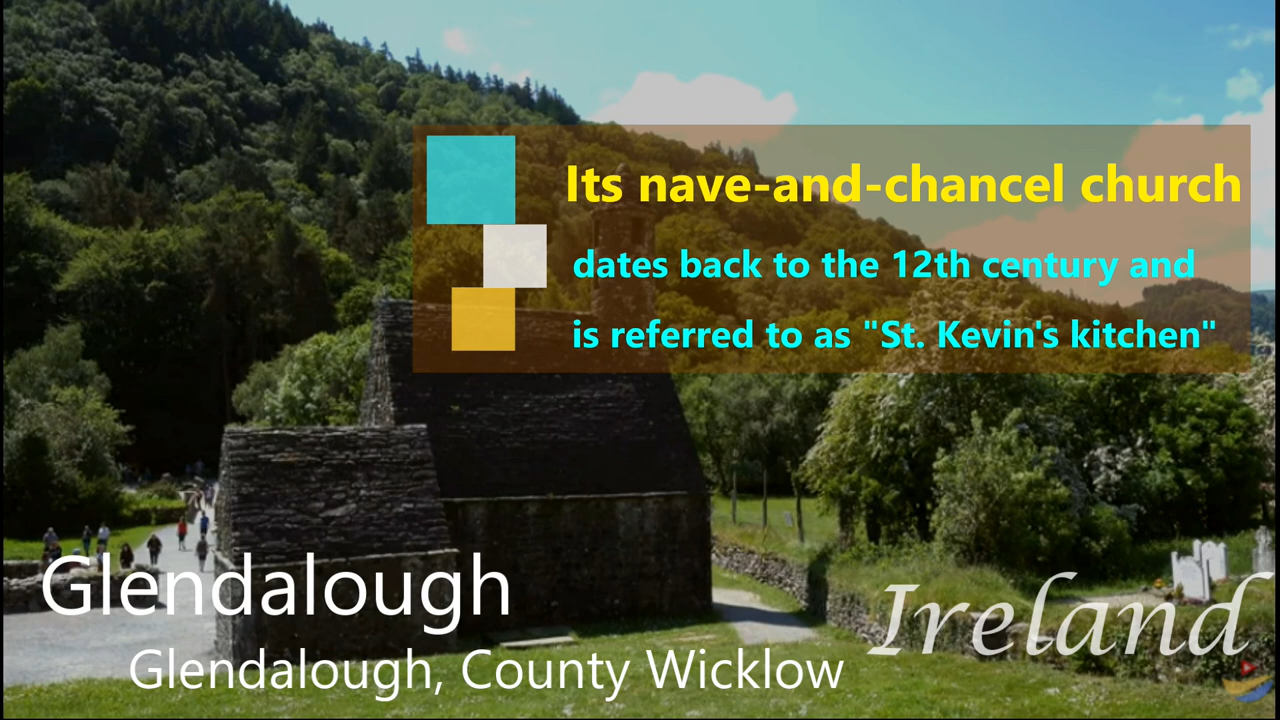 Its nave-and-chancel church
dates back to the 12th century and
is referred to as "St. Kevin's kitchen"
Glendalough
Glendalough, County Wicklow
Ireland